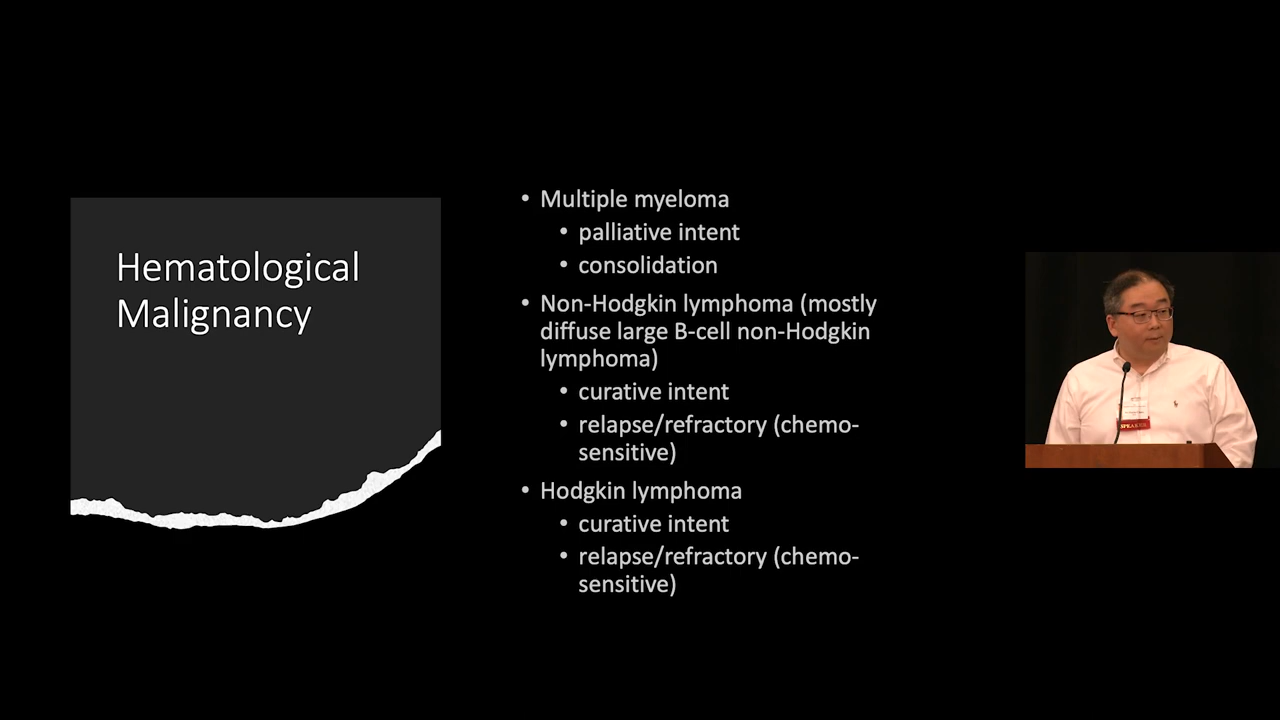 Hematological
Malignancy
• Multiple myeloma
• palliative intent
• consolidation
• Non-Hodgkin lymphoma (mostly
diffuse large B-cell non-Hodgkin
lymphoma)
• curative intent
• relapse/refractory (chemo-
sensitive)
• Hodgkin lymphoma
• curative intent
• relapse/refractory (chemo-
sensitive)
SPEAKER